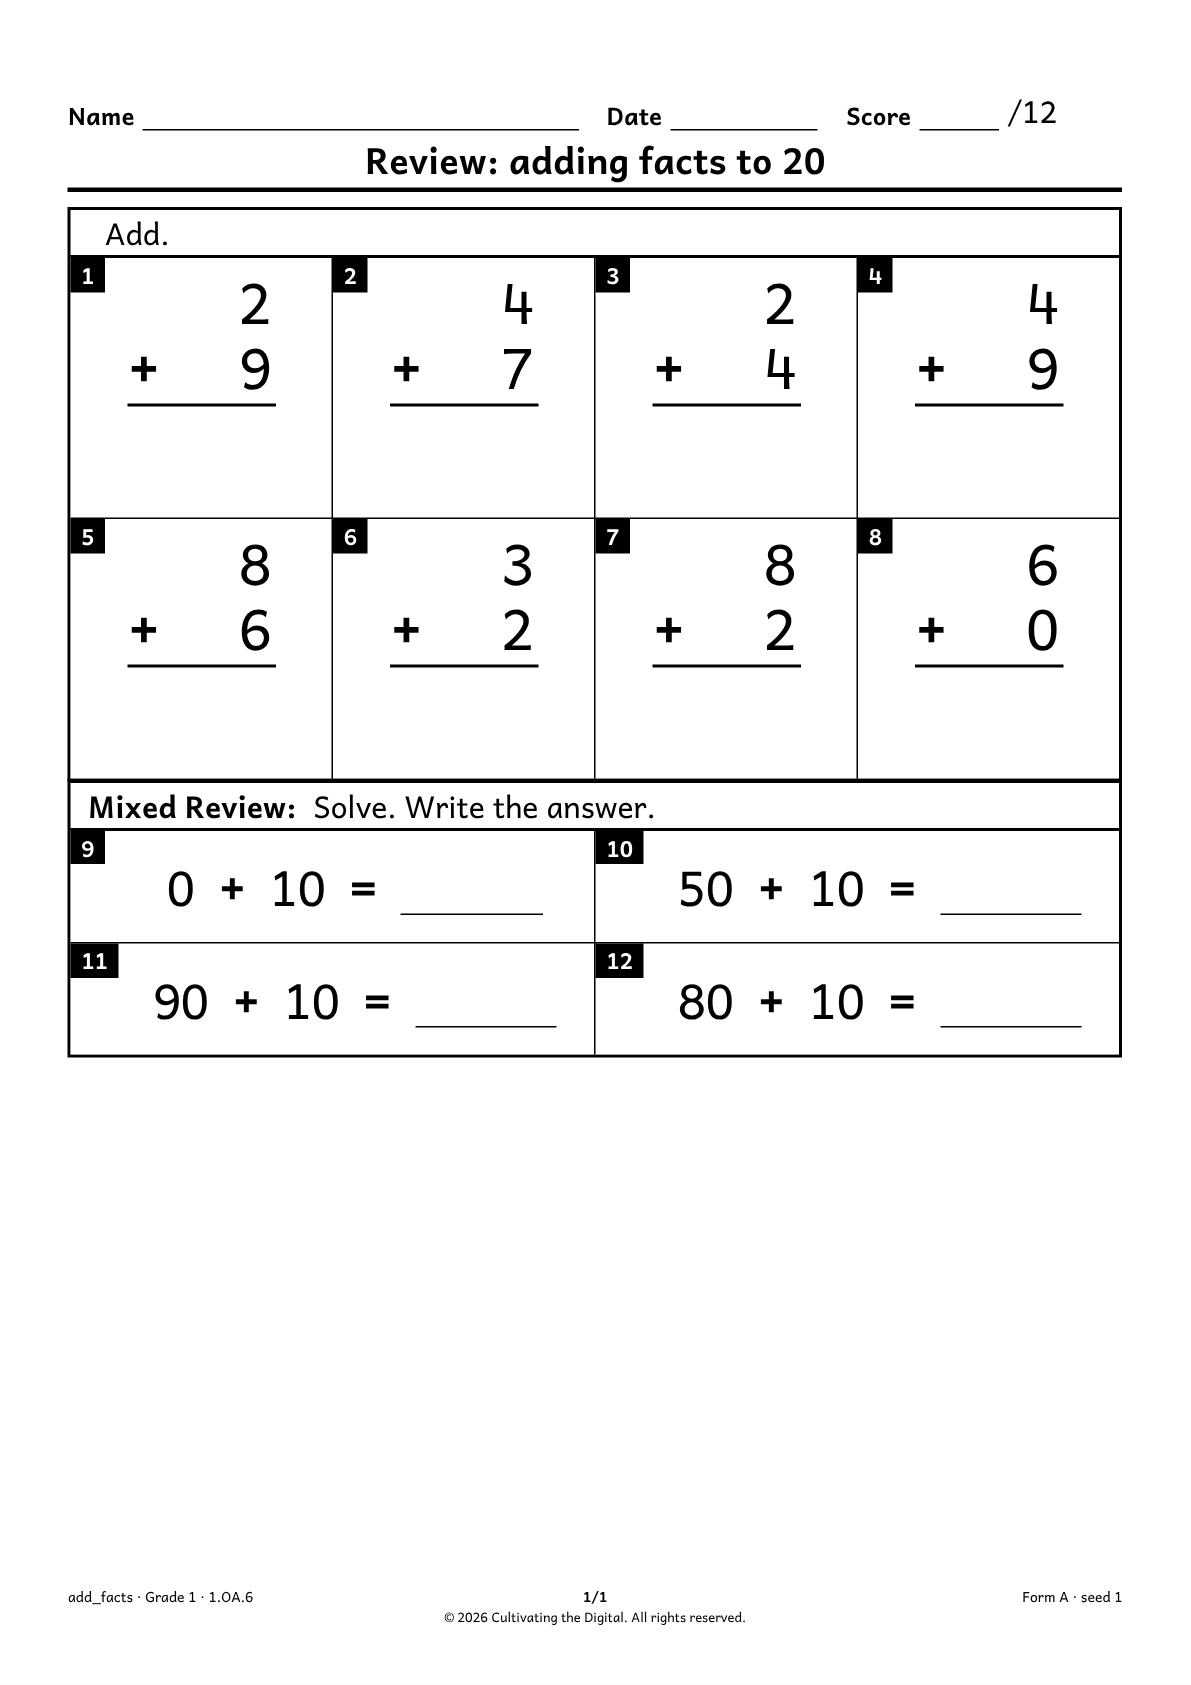 Name Date Score /12
Review: adding facts to 20
Add.
1 2 3 4
2 4 2 4
+ 9 + 7 + 4 + 9
5 6 7 8
8 3 8 6
+ 6 + 2 + 2 + 0
Mixed Review: Solve. Write the answer.
9 10
0 + 10 = 50 + 10 =
11 12
90 + 10 = 80 + 10 =
add_facts · Grade 1 · 1.OA.6 1/1 Form A · seed 1
© 2026 Cultivating the Digital. All rights reserved.